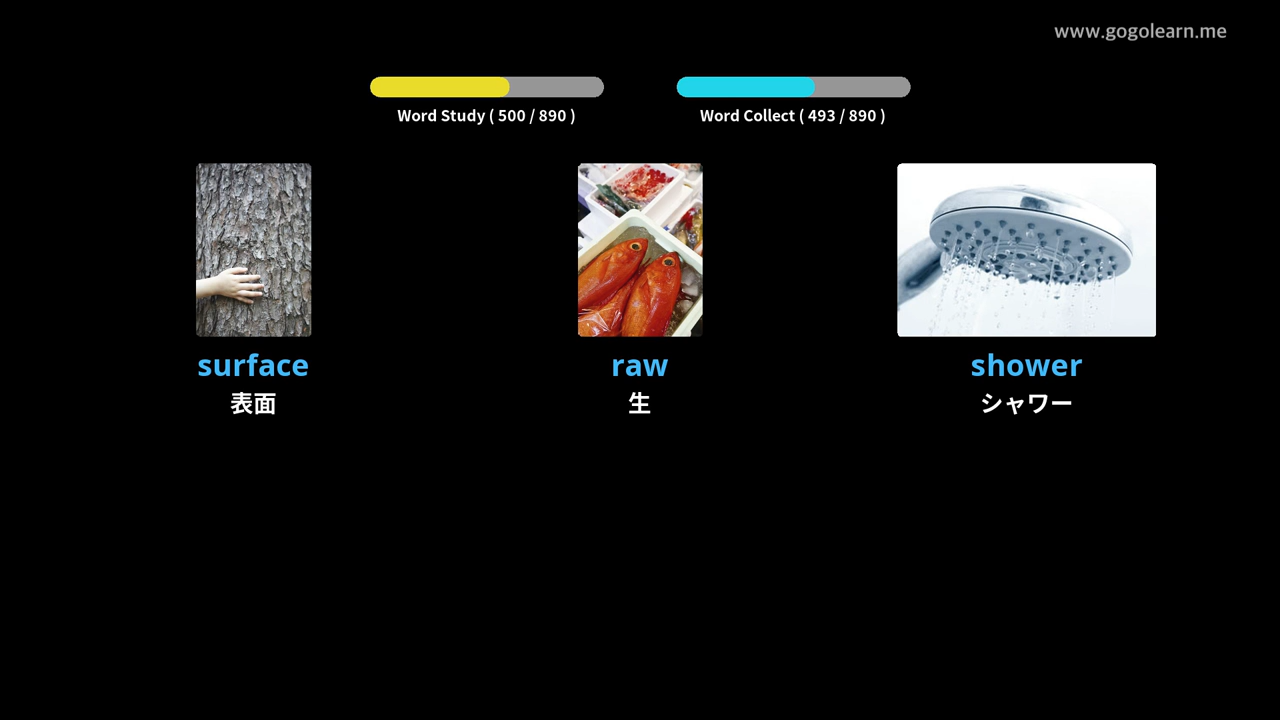 www.gogolearn.me
Word Study ( 500 / 890 )
Word Collect ( 493 / 890 )
surface
raw
shower
表面
生
シャワー